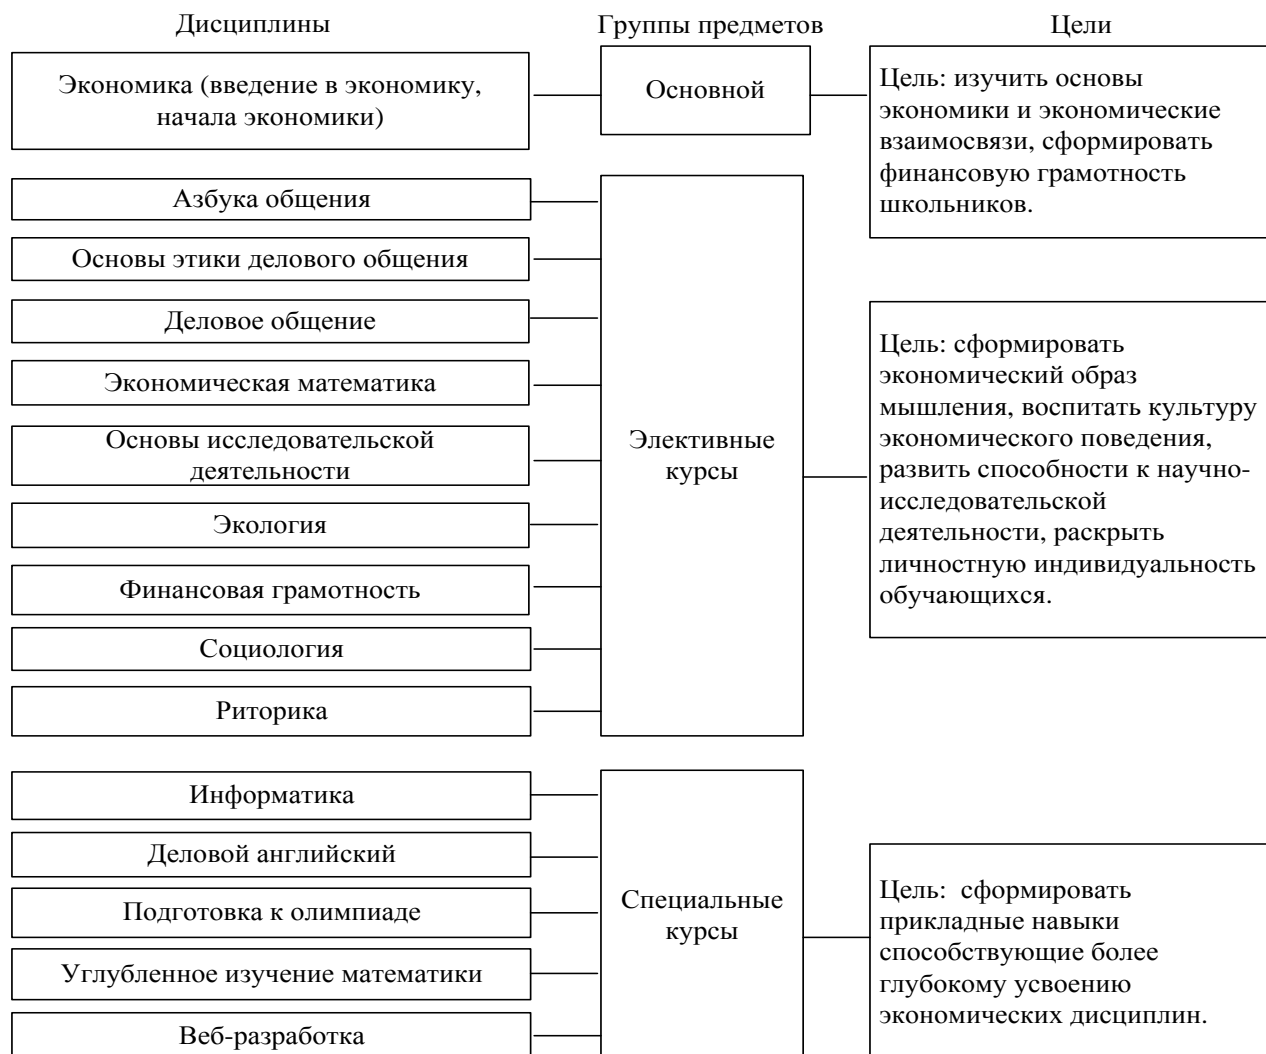 Дисциплины
Группы предметов
Цели
Экономика (введение в экономику,
начала экономики)
Основной
Цель: изучить основы
экономики и экономические
взаимосвязи, сформировать
финансовую грамотность
школьников.
Азбука общения
Основы этики делового общения
Деловое общение
Экономическая математика
Основы исследовательской
деятельности
Экология
Финансовая грамотность
Социология
Риторика
Элективные
курсы
Цель: сформировать
экономический образ
мышления, воспитать культуру
экономического поведения,
развить способности к научно-
исследовательской
деятельности, раскрыть
личностную индивидуальность
обучающихся.
Информатика
Деловой английский
Подготовка к олимпиаде
Углубленное изучение математики
Веб-разработка
Специальные
курсы
Цель:  сформировать
прикладные навыки
способствующие более
глубокому усвоению
экономических дисциплин.